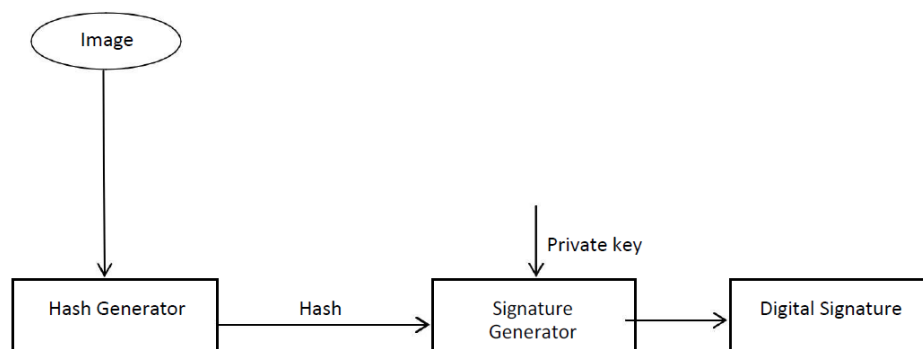 Image
Private key
Hash Generator
Hash
Signature
Generator
Digital Signature